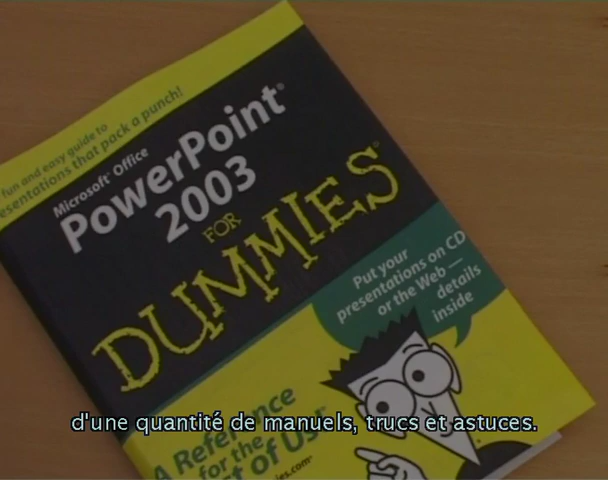 fun and easy guide to
presentations that pack a punch!
Microsoft® Office
PowerPoint®
2003
FOR
DUMMIES®
Put your
presentations on CD
or the Web —
details
inside
A Reference
for the
of Us!
d'une quantité de manuels, trucs et astuces.